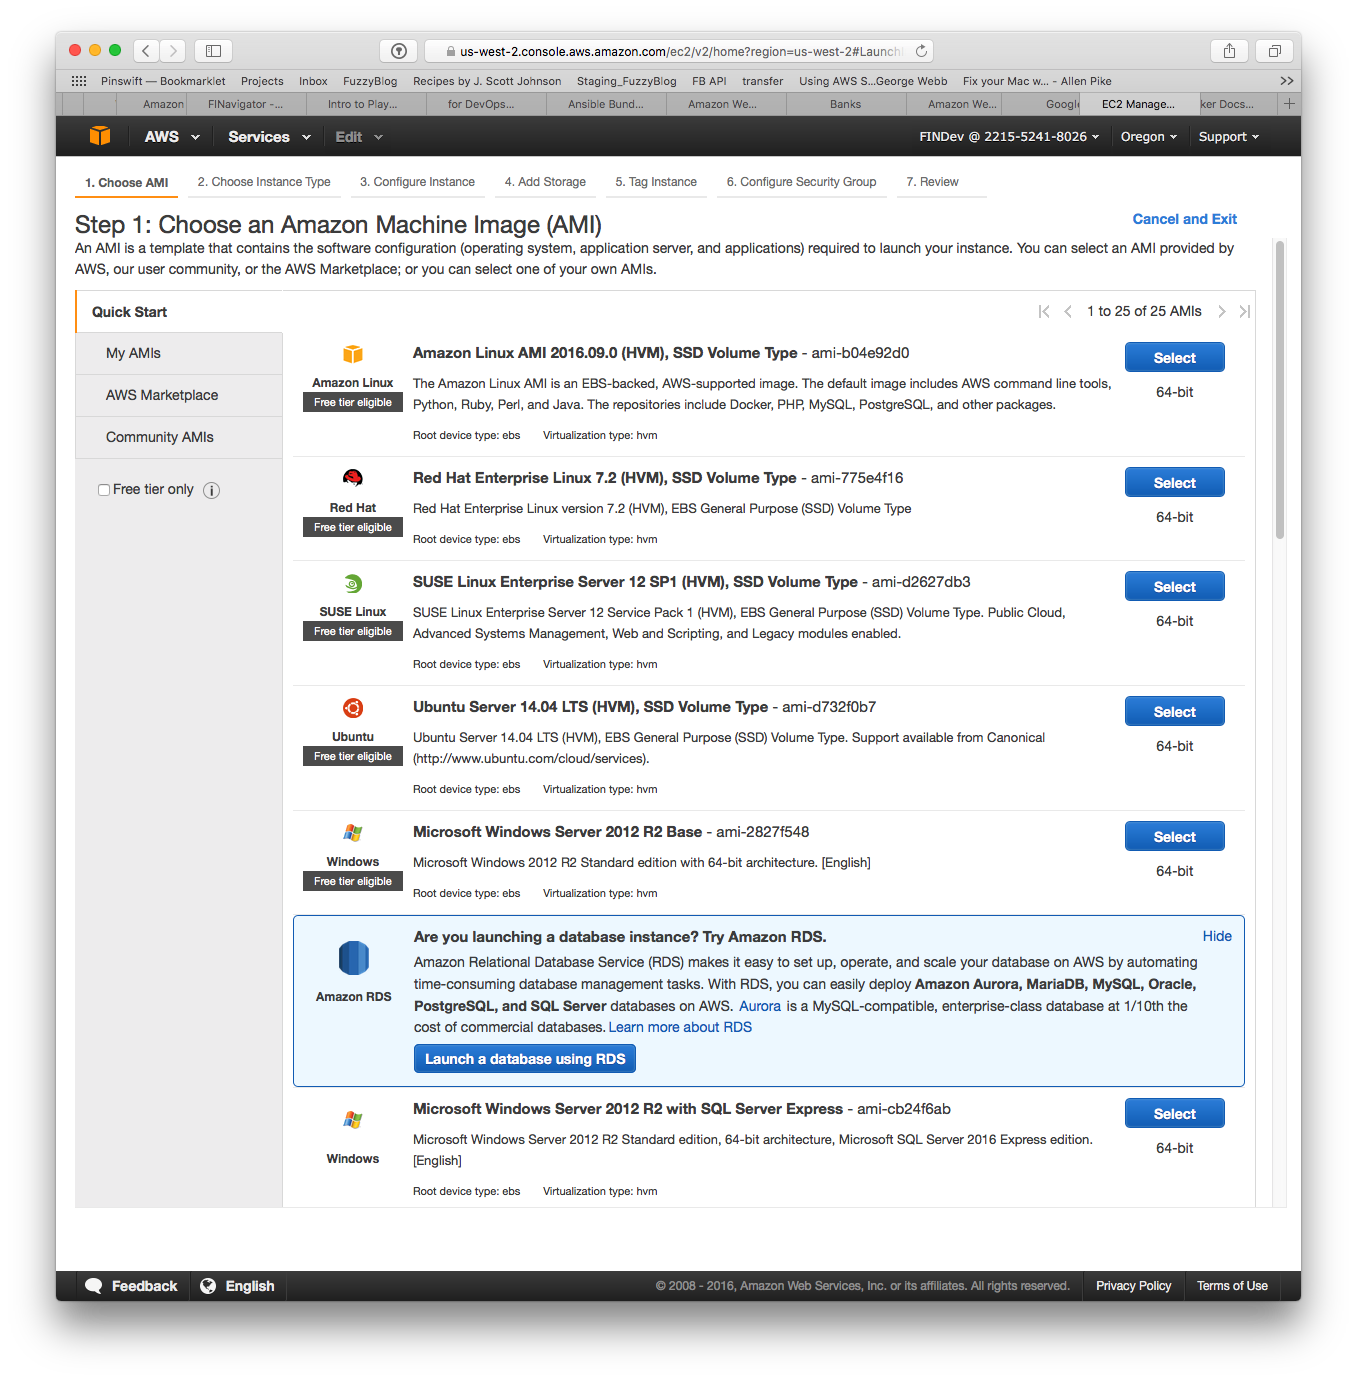 us-west-2.console.aws.amazon.com/ec2/v2/home?region=us-west-2#Launch
Pinswift — Bookmarklet Projects Inbox FuzzyBlog Recipes by J. Scott Johnson Staging_FuzzyBlog FB API transfer Using AWS S...George Webb Fix your Mac w... - Allen Pike >>
Amazon FINavigator -... Intro to Play... for DevOps... Ansible Bund... Amazon We... Banks Amazon We... Google EC2 Manage... ker Docs... +
AWS Services Edit FINDev @ 2215-5241-8026 Oregon Support
1. Choose AMI 2. Choose Instance Type 3. Configure Instance 4. Add Storage 5. Tag Instance 6. Configure Security Group 7. Review
Step 1: Choose an Amazon Machine Image (AMI) Cancel and Exit
An AMI is a template that contains the software configuration (operating system, application server, and applications) required to launch your instance. You can select an AMI provided by
AWS, our user community, or the AWS Marketplace; or you can select one of your own AMIs.
Quick Start
My AMIs
AWS Marketplace
Community AMIs
Free tier only i
1 to 25 of 25 AMIs
Amazon Linux
Free tier eligible
Amazon Linux AMI 2016.09.0 (HVM), SSD Volume Type - ami-b04e92d0
The Amazon Linux AMI is an EBS-backed, AWS-supported image. The default image includes AWS command line tools,
Python, Ruby, Perl, and Java. The repositories include Docker, PHP, MySQL, PostgreSQL, and other packages.
Root device type: ebs Virtualization type: hvm
Select
64-bit
Red Hat
Free tier eligible
Red Hat Enterprise Linux 7.2 (HVM), SSD Volume Type - ami-775e4f16
Red Hat Enterprise Linux version 7.2 (HVM), EBS General Purpose (SSD) Volume Type
Root device type: ebs Virtualization type: hvm
Select
64-bit
SUSE Linux
Free tier eligible
SUSE Linux Enterprise Server 12 SP1 (HVM), SSD Volume Type - ami-d2627db3
SUSE Linux Enterprise Server 12 Service Pack 1 (HVM), EBS General Purpose (SSD) Volume Type. Public Cloud,
Advanced Systems Management, Web and Scripting, and Legacy modules enabled.
Root device type: ebs Virtualization type: hvm
Select
64-bit
Ubuntu
Free tier eligible
Ubuntu Server 14.04 LTS (HVM), SSD Volume Type - ami-d732f0b7
Ubuntu Server 14.04 LTS (HVM), EBS General Purpose (SSD) Volume Type. Support available from Canonical
(http://www.ubuntu.com/cloud/services).
Root device type: ebs Virtualization type: hvm
Select
64-bit
Windows
Free tier eligible
Microsoft Windows Server 2012 R2 Base - ami-2827f548
Microsoft Windows 2012 R2 Standard edition with 64-bit architecture. [English]
Root device type: ebs Virtualization type: hvm
Select
64-bit
Amazon RDS
Are you launching a database instance? Try Amazon RDS. Hide
Amazon Relational Database Service (RDS) makes it easy to set up, operate, and scale your database on AWS by automating
time-consuming database management tasks. With RDS, you can easily deploy Amazon Aurora, MariaDB, MySQL, Oracle,
PostgreSQL, and SQL Server databases on AWS. Aurora is a MySQL-compatible, enterprise-class database at 1/10th the
cost of commercial databases. Learn more about RDS
Launch a database using RDS
Windows
Microsoft Windows Server 2012 R2 with SQL Server Express - ami-cb24f6ab
Microsoft Windows Server 2012 R2 Standard edition, 64-bit architecture, Microsoft SQL Server 2016 Express edition.
[English]
Root device type: ebs Virtualization type: hvm
Select
64-bit
Feedback English © 2008 - 2016, Amazon Web Services, Inc. or its affiliates. All rights reserved. Privacy Policy Terms of Use